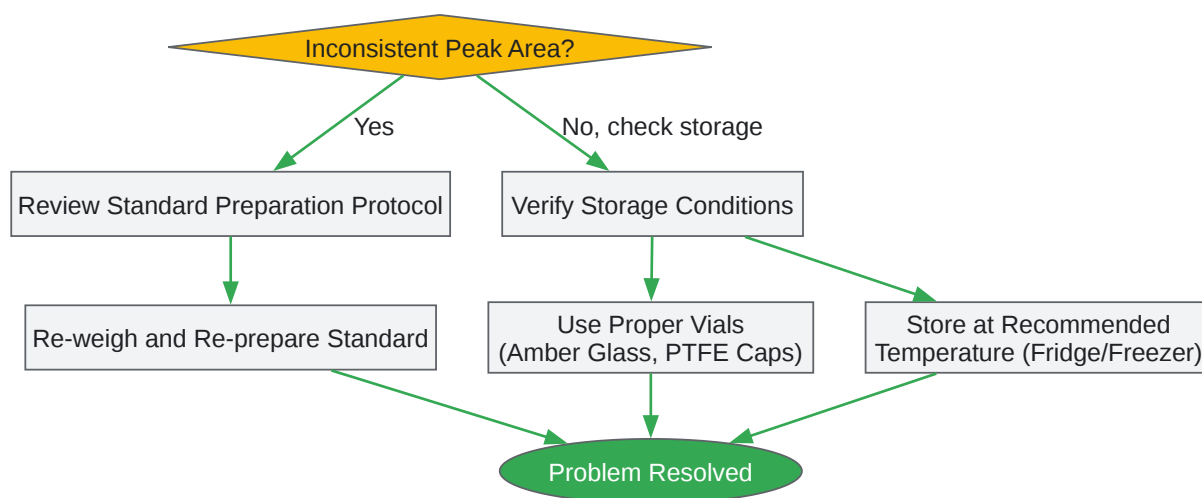 Inconsistent Peak Area?
Yes
No, check storage
Review Standard Preparation Protocol
Verify Storage Conditions
Re-weigh and Re-prepare Standard
Use Proper Vials
(Amber Glass, PTFE Caps)
Store at Recommended
Temperature (Fridge/Freezer)
Problem Resolved